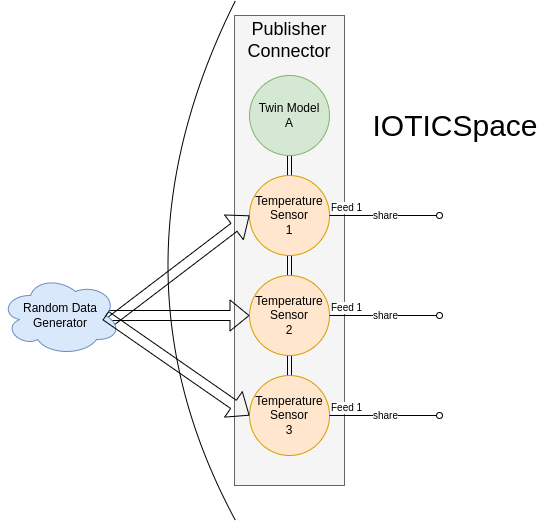 Publisher
Connector
Twin Model
A
IOTICSpace
Temperature
Sensor
1
Feed 1
share
Random Data
Generator
Temperature
Sensor
2
Feed 1
share
Temperature
Sensor
3
Feed 1
share